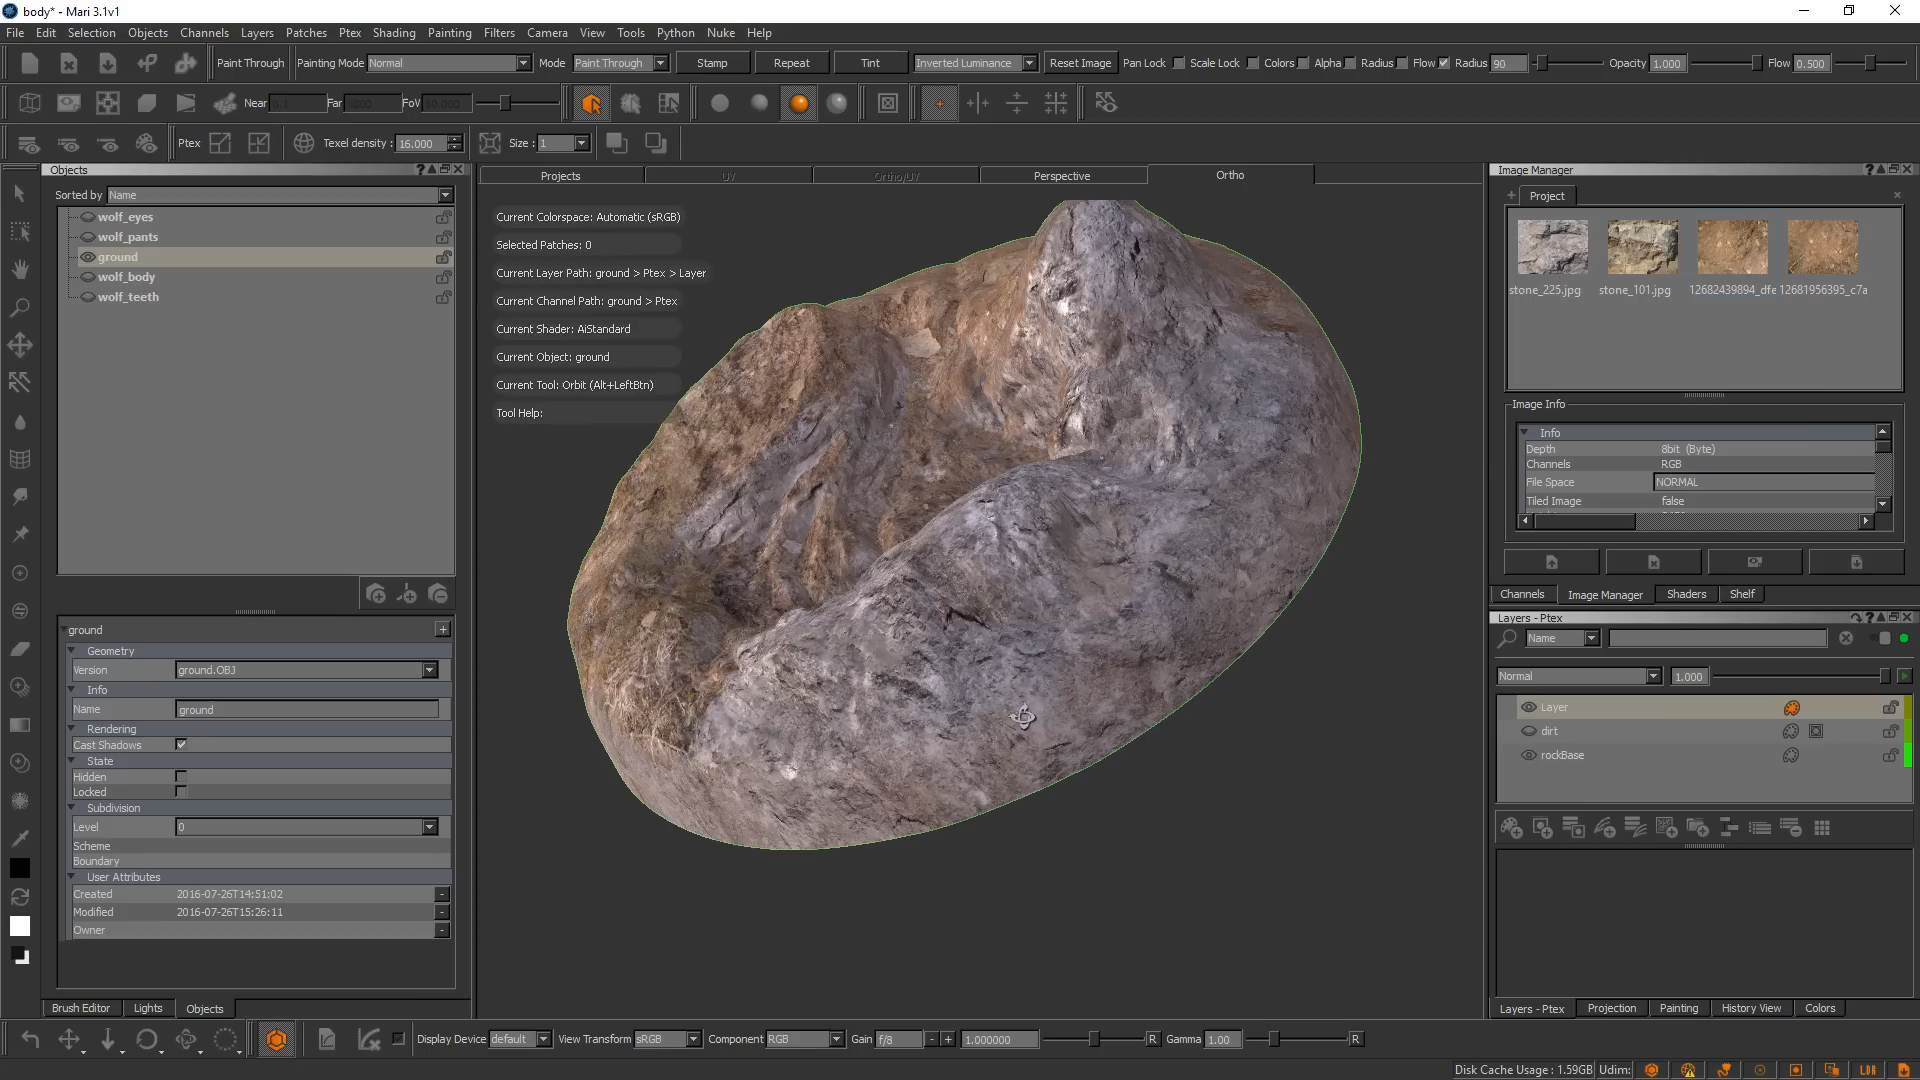 body* - Mari 3.1v1
File Edit Selection Objects Channels Layers Patches Ptex Shading Painting Filters Camera View Tools Python Nuke Help
Paint Through Painting Mode Normal Mode Paint Through Stamp Repeat Tint Inverted Luminance Reset Image Pan Lock Scale Lock Colors Alpha Radius Flow Radius 90 Opacity 1.000 Flow 0.500
Near 0.1 Far FoV
Ptex Texel density : 16.000 Size : 1
Objects
Sorted by Name
wolf_eyes
wolf_pants
ground
wolf_body
wolf_teeth
ground
Geometry
Version ground.OBJ
Info
Name ground
Rendering
Cast Shadows
State
Hidden
Locked
Subdivision
Level 0
Scheme
Boundary
User Attributes
Created 2016-07-26T14:51:02 -
Modified 2016-07-26T15:26:11 -
Owner -
Brush Editor Lights Objects
Projects UV Ortho/UV Perspective Ortho
Current Colorspace: Automatic (sRGB)
Selected Patches: 0
Current Layer Path: ground > Ptex > Layer
Current Channel Path: ground > Ptex
Current Shader: AiStandard
Current Object: ground
Current Tool: Orbit (Alt+LeftBtn)
Tool Help:
Image Manager
Project
stone_225.jpg stone_101.jpg 12682439894_dfe 12681956395_c7a
Image Info
Info
Depth 8bit (Byte)
Channels RGB
File Space NORMAL
Tiled Image false
Channels Image Manager Shaders Shelf
Layers - Ptex
Name
Normal 1.000
Layer
dirt
rockBase
Layers - Ptex Projection Painting History View Colors
Display Device default View Transform sRGB Component RGB Gain f/8 - + 1.000000 R Gamma 1.00 R
Disk Cache Usage : 1.59GB Udim: LDR